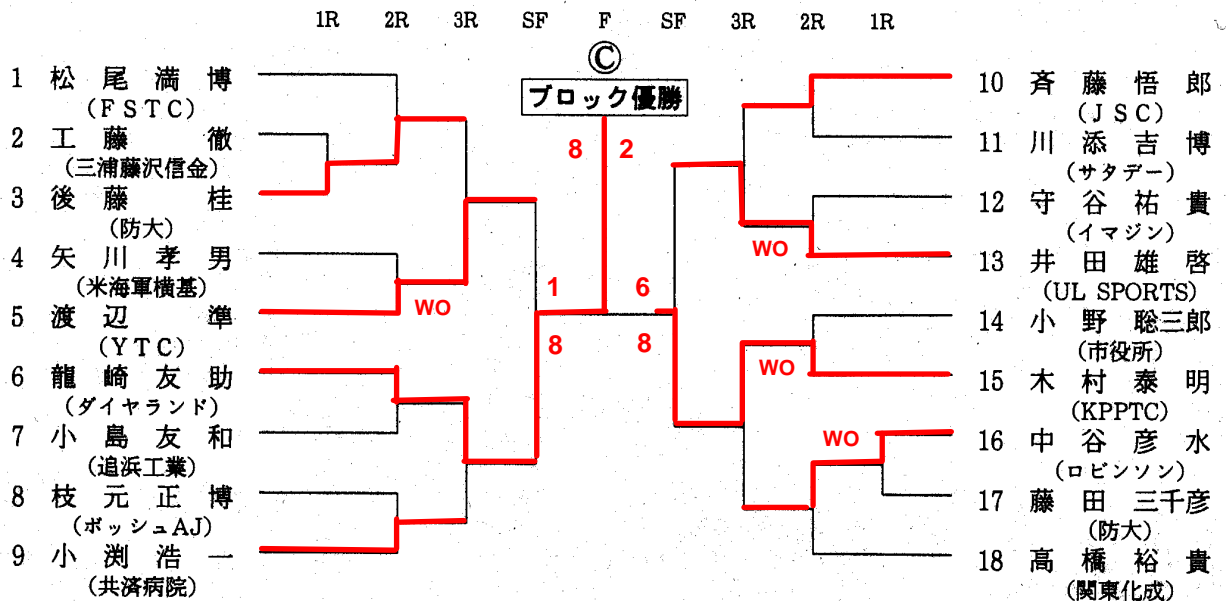 1R 2R 3R SF F SF 3R 2R 1R
Ⓒ
ブロック優勝
8 2
1 松尾満博
(FSTC)
2 工藤 徹
(三浦藤沢信金)
3 後藤 桂
(防大)
4 矢川孝男
(米海軍横基)
WO
5 渡辺 準
(YTC)
6 龍崎友助
(ダイヤランド)
7 小島友和
(追浜工業)
8 枝元正博
(ボッシュAJ)
9 小渕浩一
(共済病院)
1 6
8 8
10 斉藤悟郎
(JSC)
11 川添吉博
(サタデー)
12 守谷祐貴
(イマジン)
WO
13 井田雄啓
(UL SPORTS)
14 小野聡三郎
(市役所)
WO
15 木村泰明
(KPPTC)
WO
16 中谷彦水
(ロビンソン)
17 藤田三千彦
(防大)
18 高橋裕貴
(関東化成)